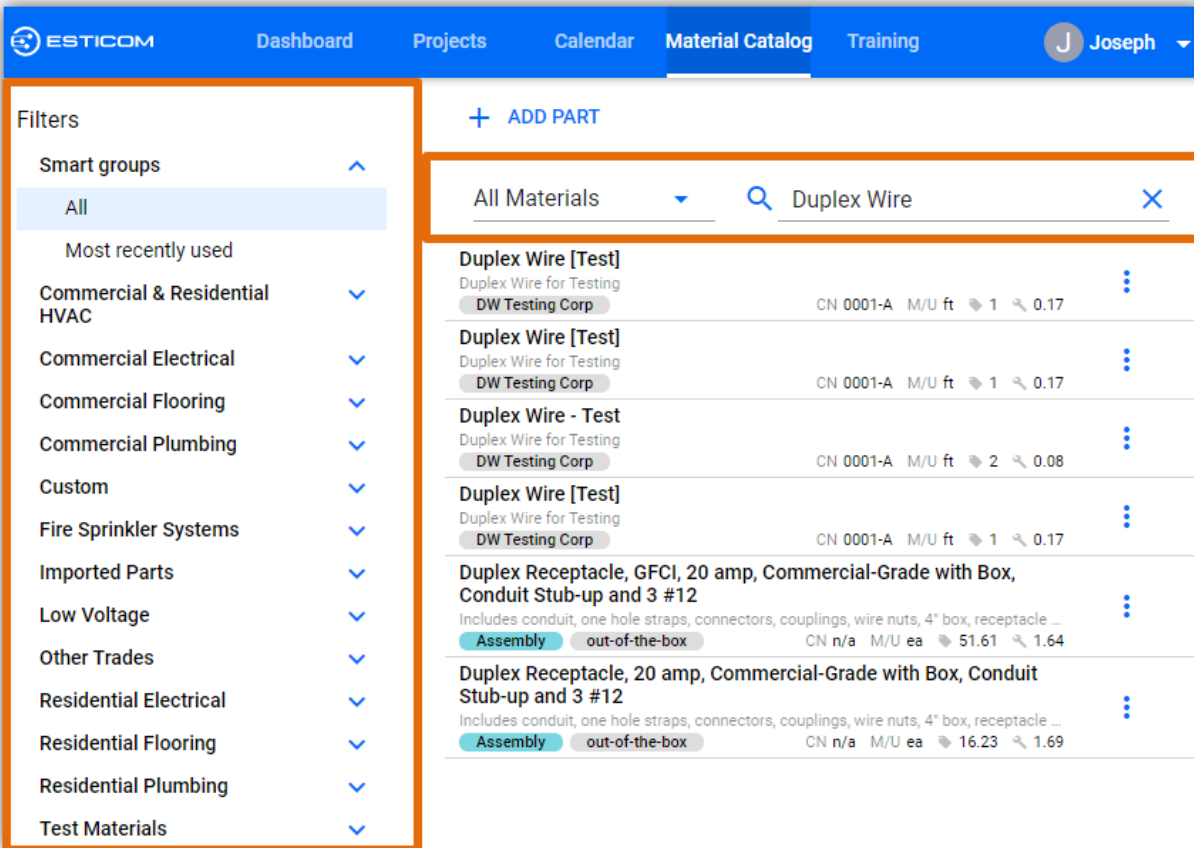 ESTICOM Dashboard Projects Calendar Material Catalog Training J Joseph
Filters
Smart groups
All
Most recently used
Commercial & Residential
HVAC
Commercial Electrical
Commercial Flooring
Commercial Plumbing
Custom
Fire Sprinkler Systems
Imported Parts
Low Voltage
Other Trades
Residential Electrical
Residential Flooring
Residential Plumbing
Test Materials
+ ADD PART
All Materials Duplex Wire
Duplex Wire [Test]
Duplex Wire for Testing
DW Testing Corp CN 0001-A M/U ft 1 0.17
Duplex Wire [Test]
Duplex Wire for Testing
DW Testing Corp CN 0001-A M/U ft 1 0.17
Duplex Wire - Test
Duplex Wire for Testing
DW Testing Corp CN 0001-A M/U ft 2 0.08
Duplex Wire [Test]
Duplex Wire for Testing
DW Testing Corp CN 0001-A M/U ft 1 0.17
Duplex Receptacle, GFCI, 20 amp, Commercial-Grade with Box,
Conduit Stub-up and 3 #12
Includes conduit, one hole straps, connectors, couplings, wire nuts, 4" box, receptacle ...
Assembly out-of-the-box CN n/a M/U ea 51.61 1.64
Duplex Receptacle, 20 amp, Commercial-Grade with Box, Conduit
Stub-up and 3 #12
Includes conduit, one hole straps, connectors, couplings, wire nuts, 4" box, receptacle ...
Assembly out-of-the-box CN n/a M/U ea 16.23 1.69